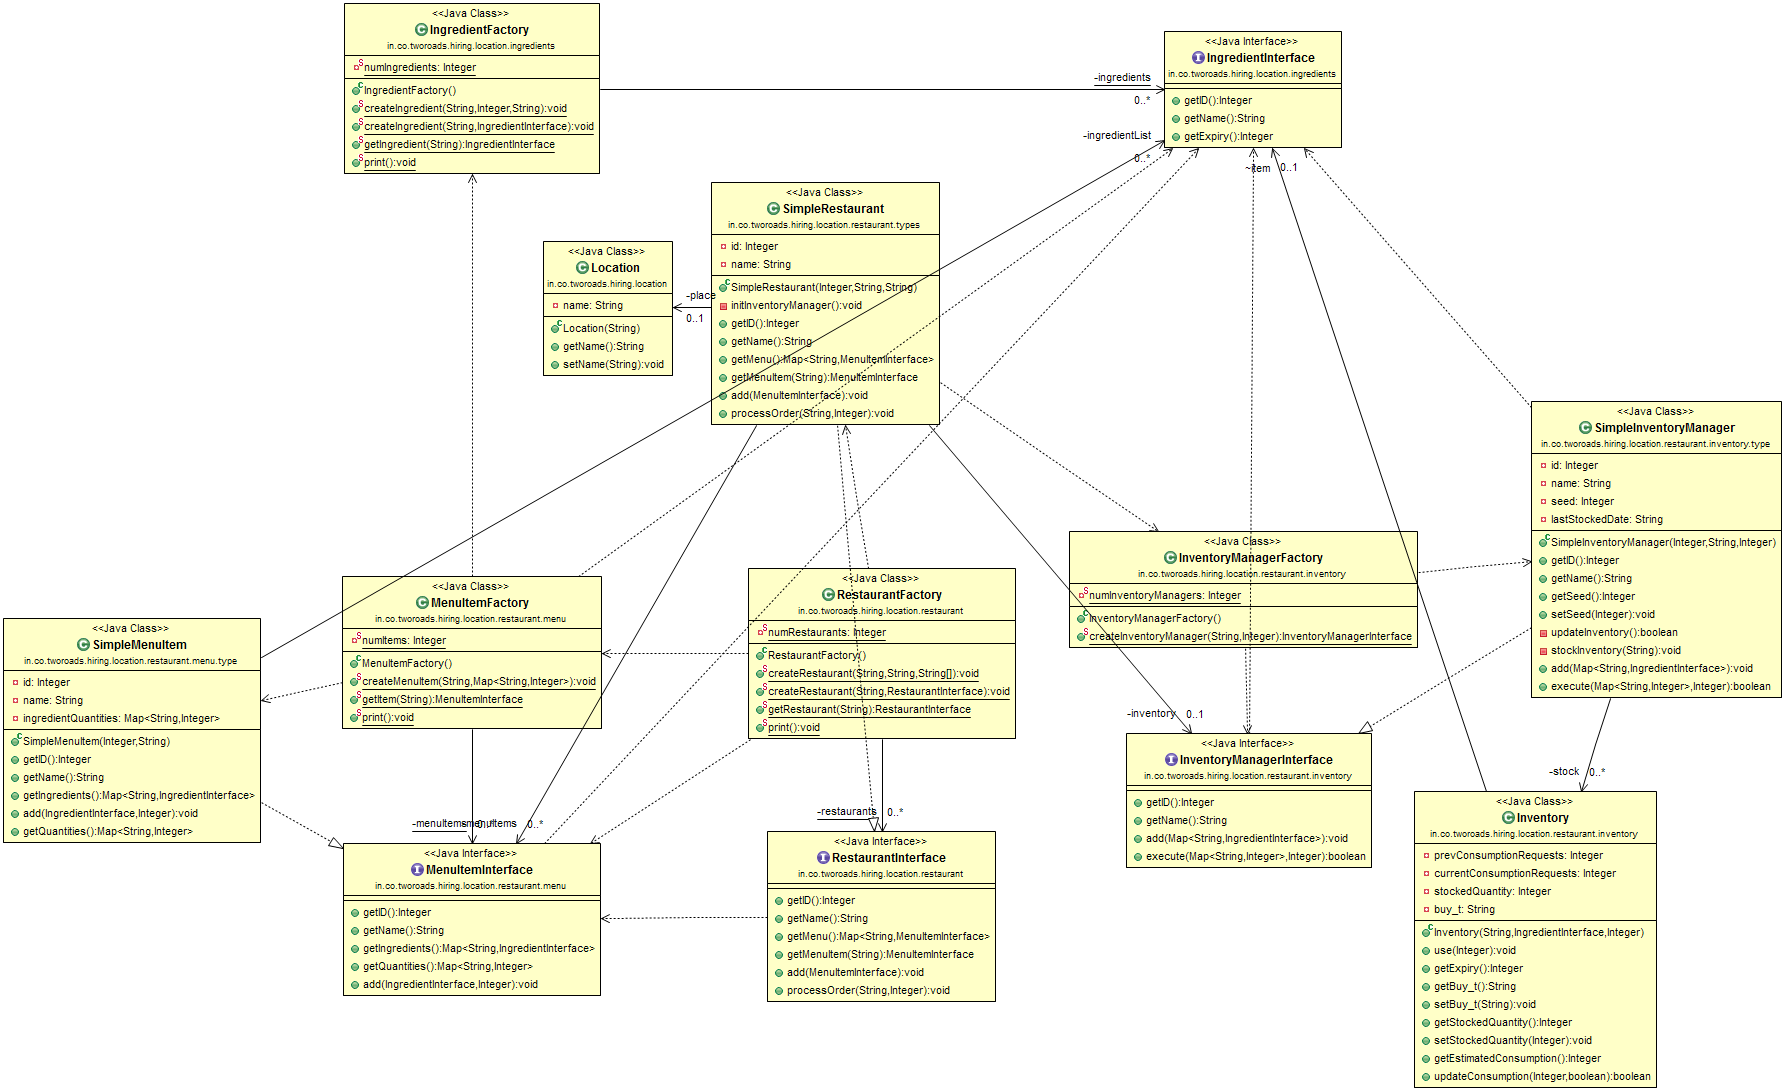 <<Java Class>>
IngredientFactory
in.co.tworoads.hiring.location.ingredients
numIngredients: Integer
IngredientFactory()
createIngredient(String,Integer,String):void
createIngredient(String,IngredientInterface):void
getIngredient(String):IngredientInterface
print():void
<<Java Interface>>
IngredientInterface
in.co.tworoads.hiring.location.ingredients
getID():Integer
getName():String
getExpiry():Integer
-ingredients
0..*
-ingredientList
0..*
~item
0..1
<<Java Class>>
SimpleRestaurant
in.co.tworoads.hiring.location.restaurant.types
id: Integer
name: String
SimpleRestaurant(Integer,String,String)
initInventoryManager():void
getID():Integer
getName():String
getMenu():Map<String,MenuItemInterface>
getMenuItem(String):MenuItemInterface
add(MenuItemInterface):void
processOrder(String,Integer):void
<<Java Class>>
Location
in.co.tworoads.hiring.location
name: String
Location(String)
getName():String
setName(String):void
-place
0..1
<<Java Class>>
SimpleInventoryManager
in.co.tworoads.hiring.location.restaurant.inventory.type
id: Integer
name: String
seed: Integer
lastStockedDate: String
SimpleInventoryManager(Integer,String,Integer)
getID():Integer
getName():String
getSeed():Integer
setSeed(Integer):void
updateInventory():boolean
stockInventory(String):void
add(Map<String,IngredientInterface>):void
execute(Map<String,Integer>,Integer):boolean
<<Java Class>>
InventoryManagerFactory
in.co.tworoads.hiring.location.restaurant.inventory
numInventoryManagers: Integer
InventoryManagerFactory()
createInventoryManager(String,Integer):InventoryManagerInterface
<<Java Class>>
MenuItemFactory
in.co.tworoads.hiring.location.restaurant.menu
numItems: Integer
MenuItemFactory()
createMenuItem(String,Map<String,Integer>):void
getItem(String):MenuItemInterface
print():void
<<Java Class>>
RestaurantFactory
in.co.tworoads.hiring.location.restaurant
numRestaurants: Integer
RestaurantFactory()
createRestaurant(String,String,String[]):void
createRestaurant(String,RestaurantInterface):void
getRestaurant(String):RestaurantInterface
print():void
<<Java Class>>
SimpleMenuItem
in.co.tworoads.hiring.location.restaurant.menu.type
id: Integer
name: String
ingredientQuantities: Map<String,Integer>
SimpleMenuItem(Integer,String)
getID():Integer
getName():String
getIngredients():Map<String,IngredientInterface>
add(IngredientInterface,Integer):void
getQuantities():Map<String,Integer>
-inventory
0..1
<<Java Interface>>
InventoryManagerInterface
in.co.tworoads.hiring.location.restaurant.inventory
getID():Integer
getName():String
add(Map<String,IngredientInterface>):void
execute(Map<String,Integer>,Integer):boolean
-stock
0..*
<<Java Class>>
Inventory
in.co.tworoads.hiring.location.restaurant.inventory
prevConsumptionRequests: Integer
currentConsumptionRequests: Integer
stockedQuantity: Integer
buy_t: String
Inventory(String,IngredientInterface,Integer)
use(Integer):void
getExpiry():Integer
getBuy_t():String
setBuy_t(String):void
getStockedQuantity():Integer
setStockedQuantity(Integer):void
getEstimatedConsumption():Integer
updateConsumption(Integer,boolean):boolean
-menuItems
0..*
-menuItems
0..*
<<Java Interface>>
MenuItemInterface
in.co.tworoads.hiring.location.restaurant.menu
getID():Integer
getName():String
getIngredients():Map<String,IngredientInterface>
getQuantities():Map<String,Integer>
add(IngredientInterface,Integer):void
-restaurants
0..*
<<Java Interface>>
RestaurantInterface
in.co.tworoads.hiring.location.restaurant
getID():Integer
getName():String
getMenu():Map<String,MenuItemInterface>
getMenuItem(String):MenuItemInterface
add(MenuItemInterface):void
processOrder(String,Integer):void